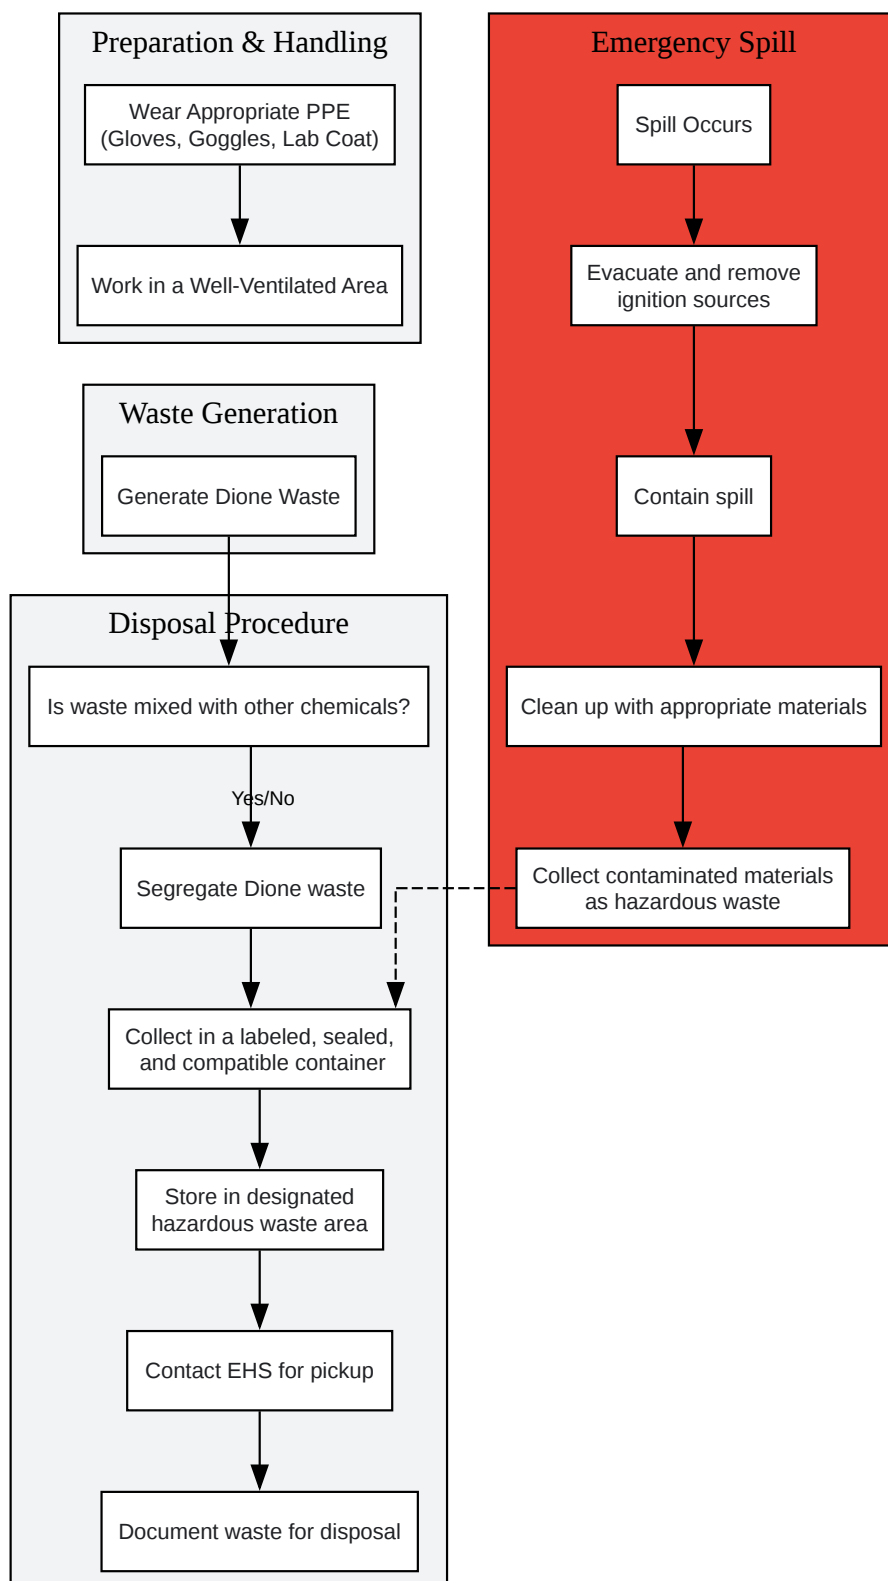 Preparation & Handling
Wear Appropriate PPE
(Gloves, Goggles, Lab Coat)
Work in a Well-Ventilated Area
Waste Generation
Generate Dione Waste
Disposal Procedure
Is waste mixed with other chemicals?
Yes/No
Segregate Dione waste
Collect in a labeled, sealed,
and compatible container
Store in designated
hazardous waste area
Contact EHS for pickup
Document waste for disposal
Emergency Spill
Spill Occurs
Evacuate and remove
ignition sources
Contain spill
Clean up with appropriate materials
Collect contaminated materials
as hazardous waste